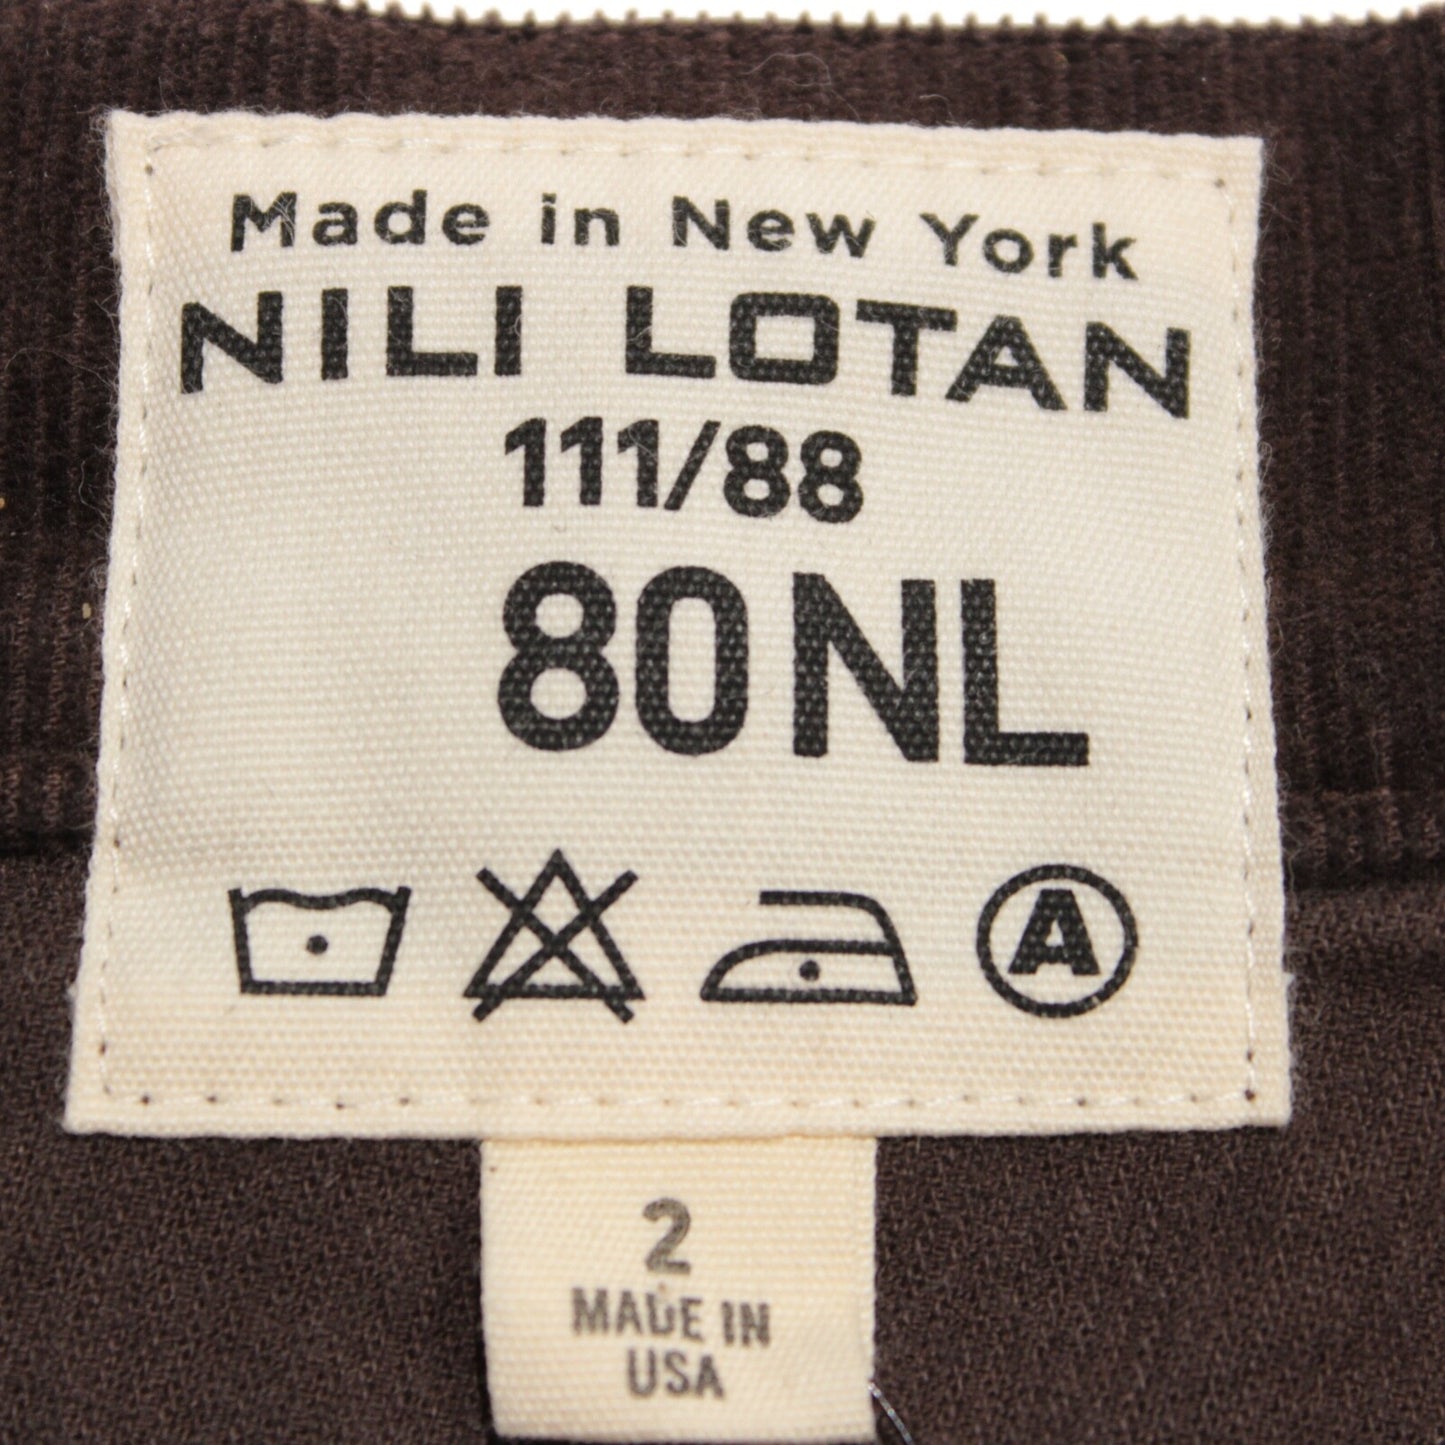 Made in New York
NILI LOTAN
111/88
80NL
A
2
MADE IN
USA